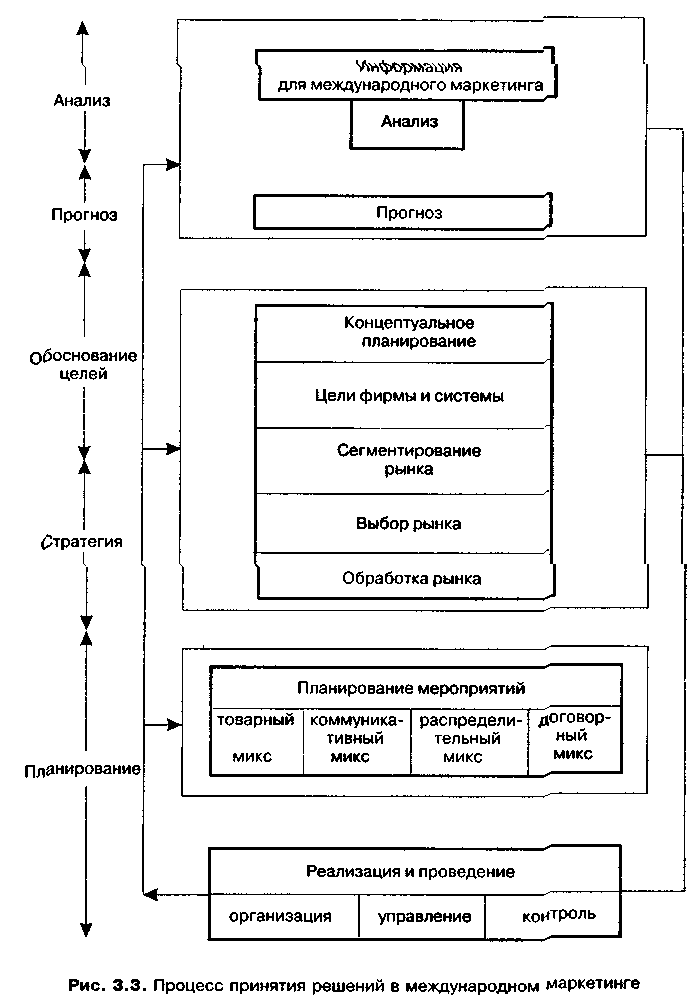 Анализ
Прогноз
Обоснование
целей
Стратегия
Планирование
Информация
для международного маркетинга
Анализ
Прогноз
Концептуальное
планирование
Цели фирмы и системы
Сегментирование
рынка
Выбор рынка
Обработка рынка
Планирование мероприятий
товарный
микс
коммуника-
тивный
микс
распредели-
тельный
микс
договор-
ный
микс
Реализация и проведение
организация
управление
контроль
Рис. 3.3. Процесс принятия решений в международном маркетинге